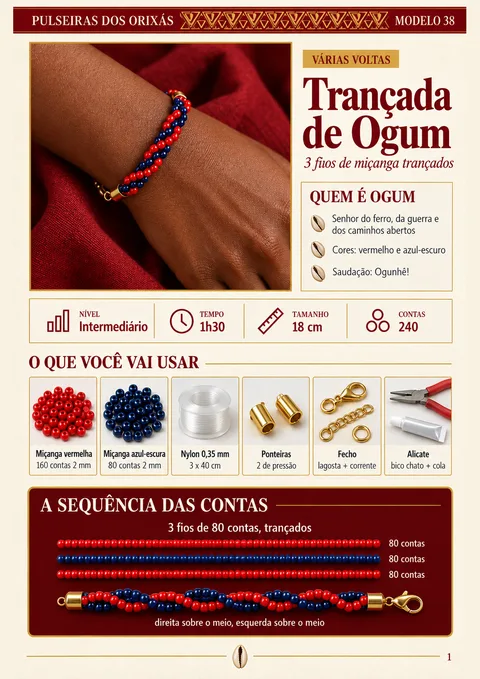 PULSEIRAS DOS ORIXÁS
MODELO 38
VÁRIAS VOLTAS
Trançada
de Ogum
3 fios de miçanga trançados
QUEM É OGUM
Senhor do ferro, da guerra e
dos caminhos abertos
Cores: vermelho e azul-escuro
Saudação: Ogunhê!
NÍVEL
Intermediário
TEMPO
1h30
TAMANHO
18 cm
CONTAS
240
O QUE VOCÊ VAI USAR
Miçanga vermelha
160 contas 2 mm
Miçanga azul-escura
80 contas 2 mm
Nylon 0,35 mm
3 x 40 cm
Ponteiras
2 de pressão
Fecho
lagosta + corrente
Alicate
bico chato + cola
A SEQUÊNCIA DAS CONTAS
3 fios de 80 contas, trançados
80 contas
80 contas
80 contas
direita sobre o meio, esquerda sobre o meio
1